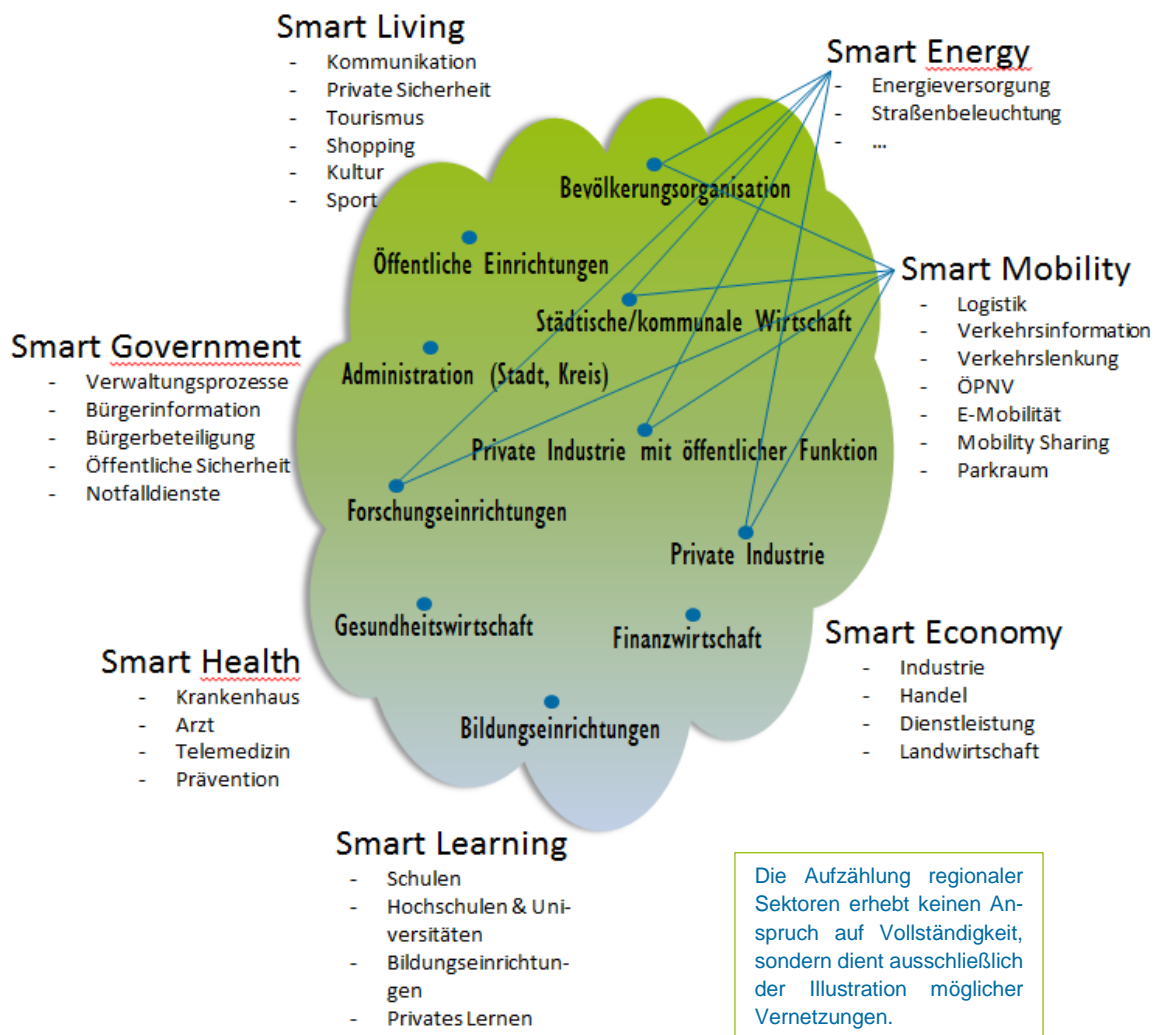 Smart Living
- Kommunikation
- Private Sicherheit
- Tourismus
- Shopping
- Kultur
- Sport
Smart Energy
- Energieversorgung
- Straßenbeleuchtung
- ...
Bevölkerungsorganisation
Öffentliche Einrichtungen
Städtische/kommunale Wirtschaft
Administration (Stadt, Kreis)
Private Industrie mit öffentlicher Funktion
Forschungseinrichtungen
Private Industrie
Gesundheitswirtschaft
Finanzwirtschaft
Bildungseinrichtungen
Smart Mobility
- Logistik
- Verkehrsinformation
- Verkehrslenkung
- ÖPNV
- E-Mobilität
- Mobility Sharing
- Parkraum
Smart Government
- Verwaltungsprozesse
- Bürgerinformation
- Bürgerbeteiligung
- Öffentliche Sicherheit
- Notfalldienste
Smart Health
- Krankenhaus
- Arzt
- Telemedizin
- Prävention
Smart Economy
- Industrie
- Handel
- Dienstleistung
- Landwirtschaft
Smart Learning
- Schulen
- Hochschulen & Uni-
versitäten
- Bildungseinrichtun-
gen
- Privates Lernen
Die Aufzählung regionaler
Sektoren erhebt keinen An-
spruch auf Vollständigkeit,
sondern dient ausschließlich
der Illustration möglicher
Vernetzungen.